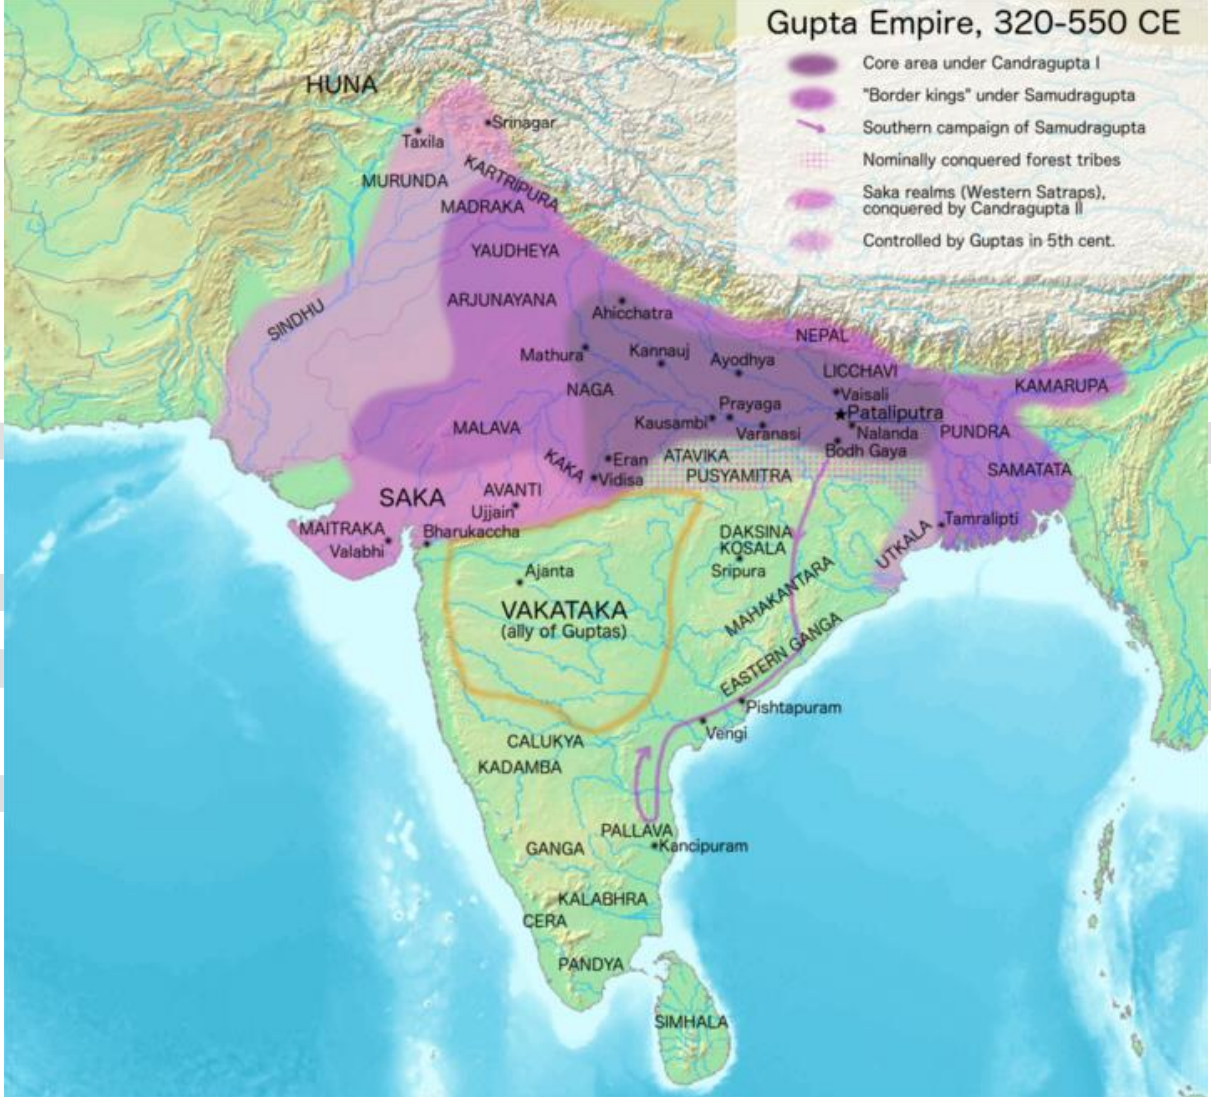 Gupta Empire, 320-550 CE
Core area under Candragupta I
"Border kings" under Samudragupta
Southern campaign of Samudragupta
Nominally conquered forest tribes
Saka realms (Western Satraps),
conquered by Candragupta II
Controlled by Guptas in 5th cent.
HUNA
Srinagar
Taxila
KARTRIPURA
MURUNDA
MADRAKA
YAUDHEYA
ARJUNAYANA
SINDHU
Ahicchatra
NEPAL
Mathura
Kannauj
Ayodhya
LICCHAVI
KAMARUPA
NAGA
Vaisali
Prayaga
Pataliputra
Kausambi
Varanasi
Nalanda
PUNDRA
MALAVA
Bodh Gaya
KAKA
Eran
ATAVIKA
SAMATATA
Vidisa
PUSYAMITRA
SAKA
AVANTI
Ujjain
Tamralipti
MAITRAKA
Bharukaccha
DAKSINA
KOSALA
UTKALA
Valabhi
Ajanta
Sripura
MAHAKANTARA
VAKATAKA
(ally of Guptas)
EASTERN GANGA
Pishtapuram
Vengi
CALUKYA
KADAMBA
PALLAVA
GANGA
Kancipuram
KALABHRA
CERA
PANDYA
SIMHALA